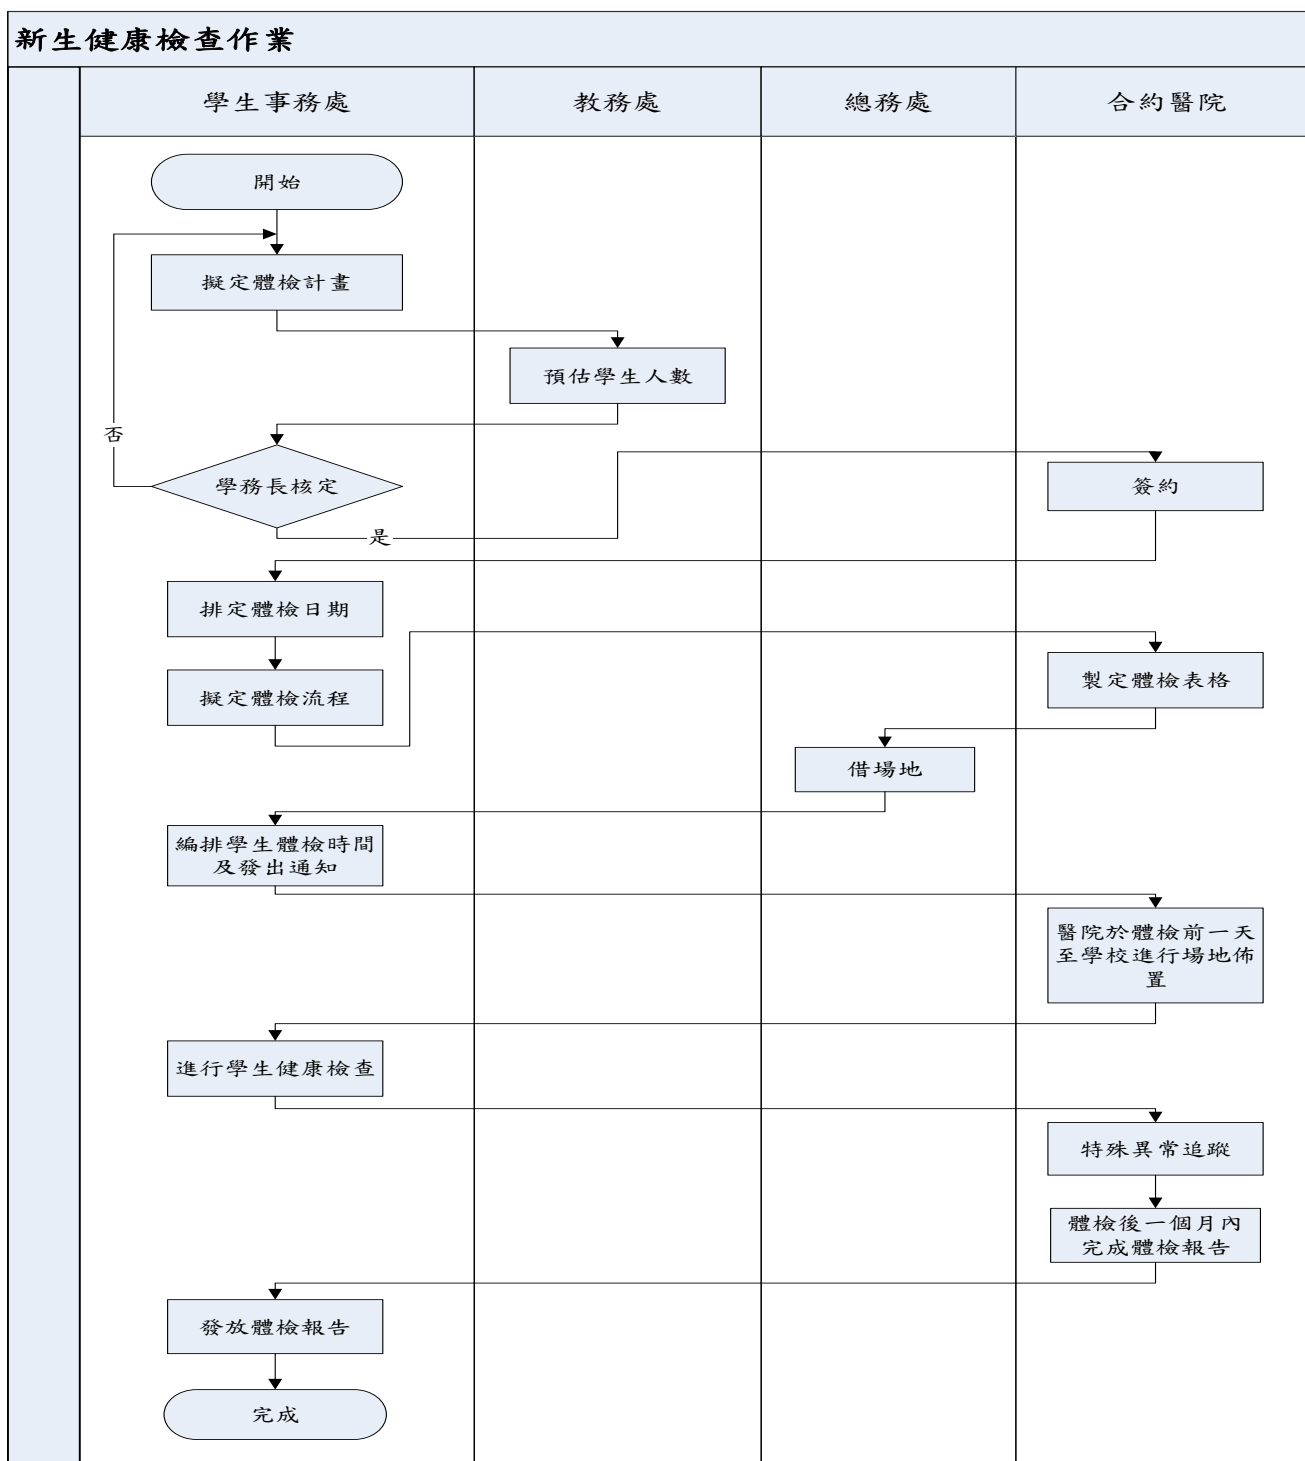 新生健康檢查作業
學生事務處
教務處
總務處
合約醫院
開始
擬定體檢計畫
預估學生人數
否
學務長核定
簽約
是
排定體檢日期
擬定體檢流程
製定體檢表格
借場地
編排學生體檢時間
及發出通知
醫院於體檢前一天
至學校進行場地佈
置
進行學生健康檢查
特殊異常追蹤
體檢後一個月內
完成體檢報告
發放體檢報告
完成